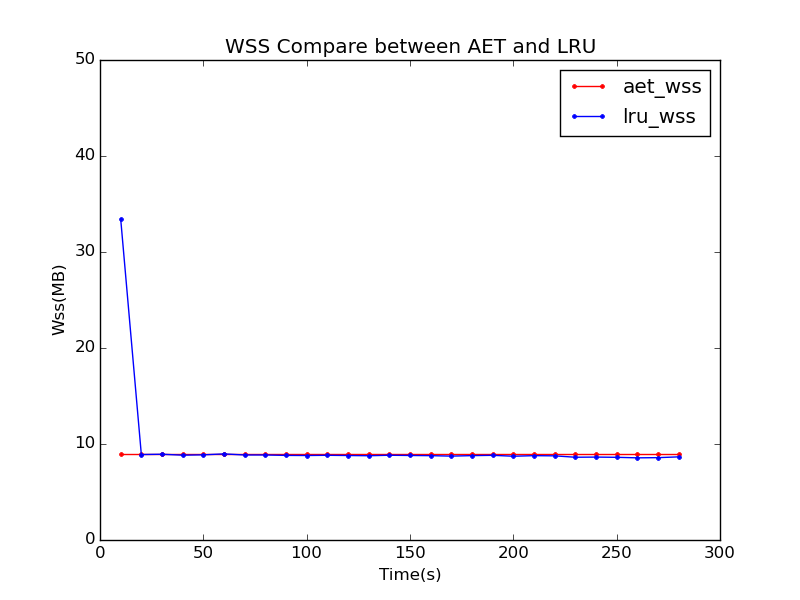 WSS Compare between AET and LRU
aet_wss
lru_wss
Wss(MB)
50
40
30
20
10
0
0 50 100 150 200 250 300
Time(s)